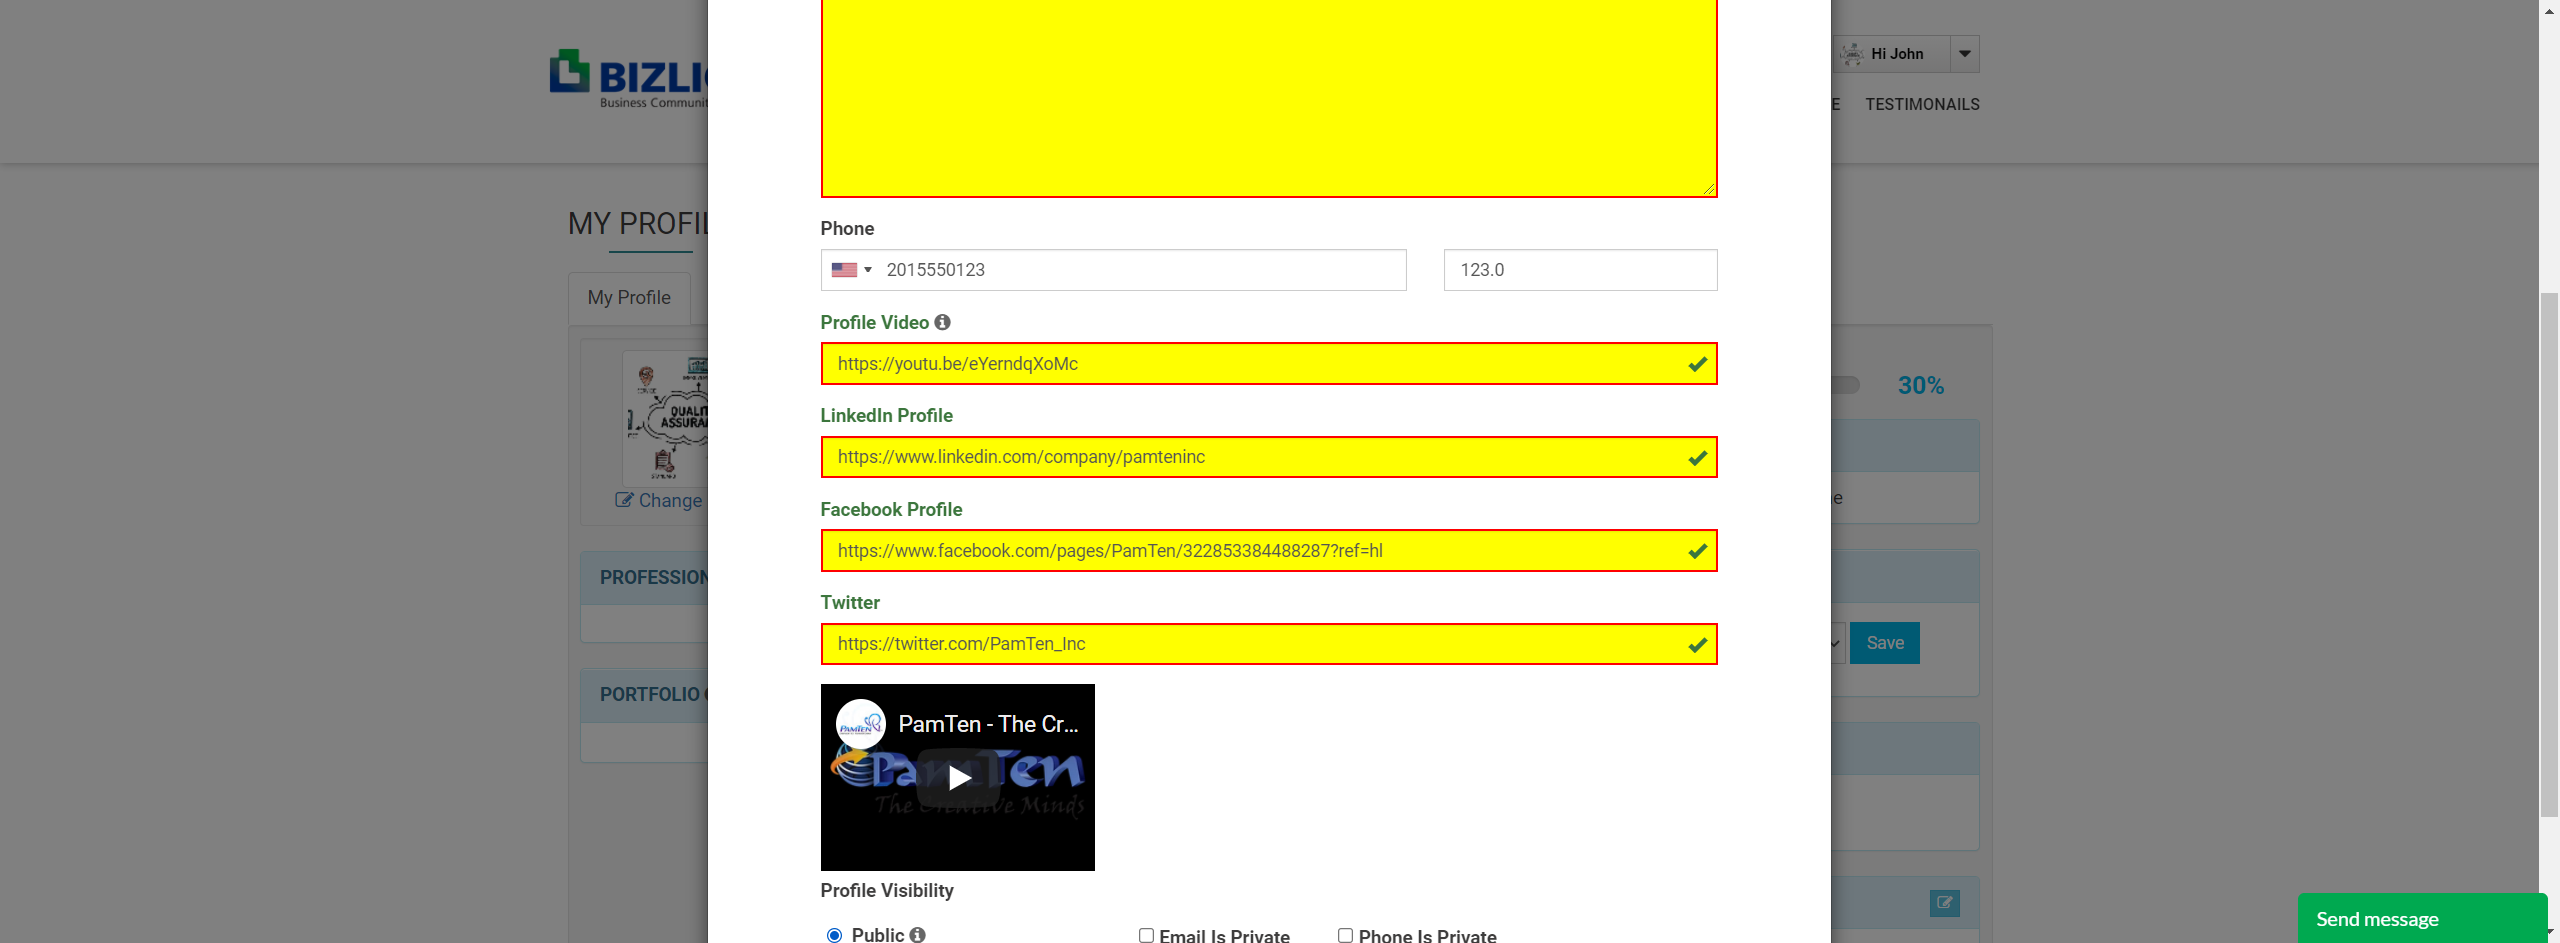 BIZLI
Business Communit
Hi John
E TESTIMONAILS
MY PROFIL
My Profile
QUALIT
ASSURAN
Change
30%
e
PROFESSION
Save
PORTFOLIO
Phone
2015550123 123.0
Profile Video
https://youtu.be/eYerndqXoMc
LinkedIn Profile
https://www.linkedin.com/company/pamteninc
Facebook Profile
https://www.facebook.com/pages/PamTen/322853384488287?ref=hl
Twitter
https://twitter.com/PamTen_Inc
PAMTEN
PamTen - The Cr...
PamTen
The Creative Minds
Profile Visibility
Public Email Is Private Phone Is Private
Send message